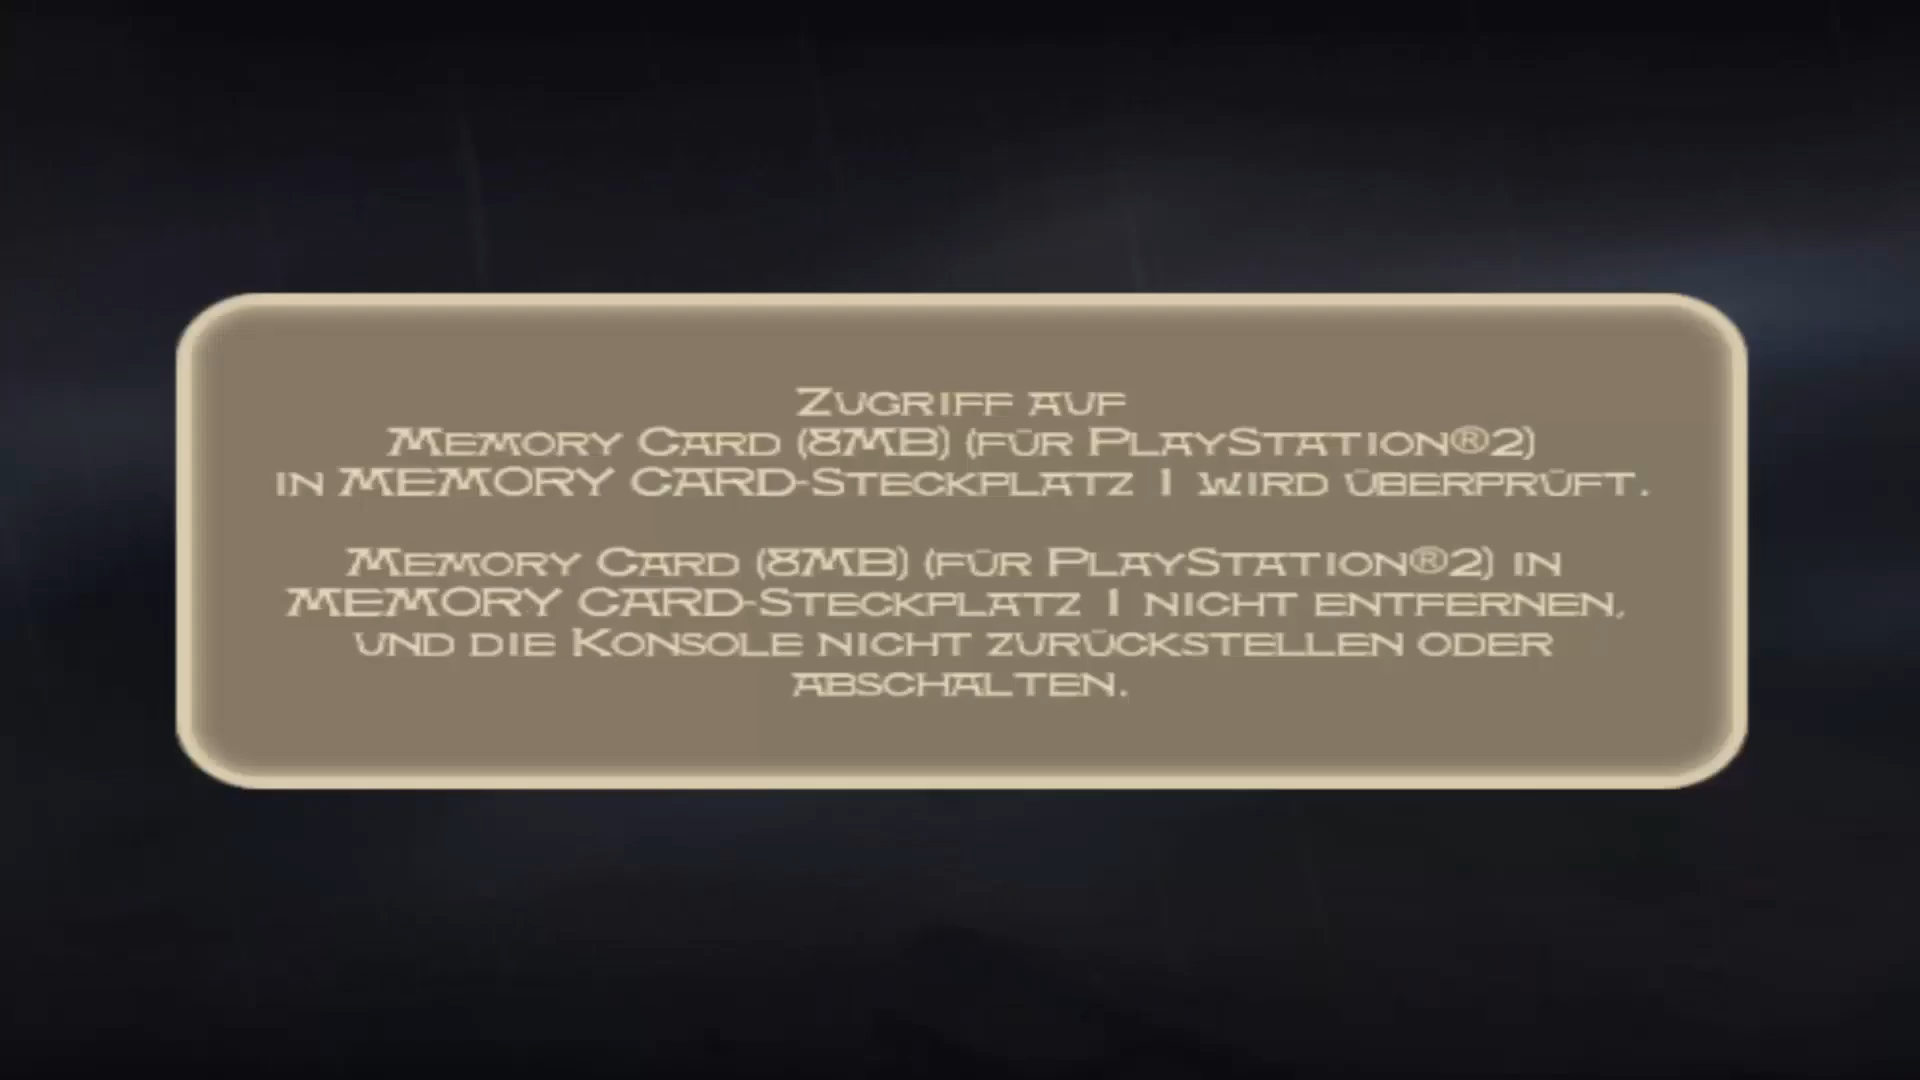 Zugriff auf
Memory Card (8MB) (für PlayStation®2)
in MEMORY CARD-Steckplatz 1 wird überprüft.
Memory Card (8MB) (für PlayStation®2) in
MEMORY CARD-Steckplatz 1 nicht entfernen,
und die Konsole nicht zurückstellen oder
abschalten.